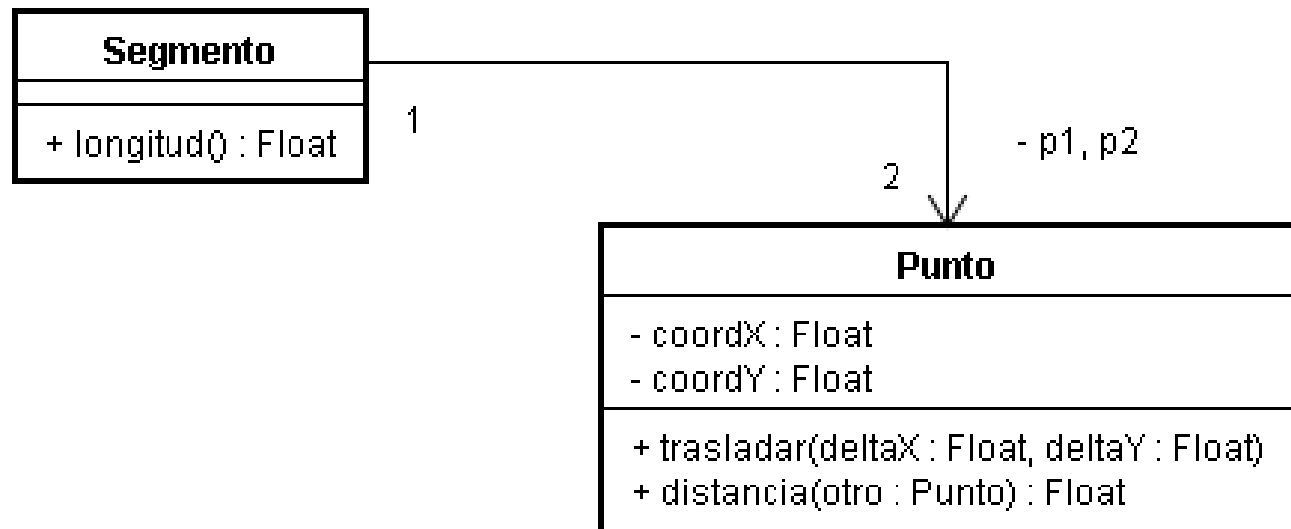 Segmento
+ longitud() : Float
1
- p1, p2
2
Punto
- coordX : Float
- coordY : Float
+ trasladar(deltaX : Float, deltaY : Float)
+ distancia(otro : Punto) : Float